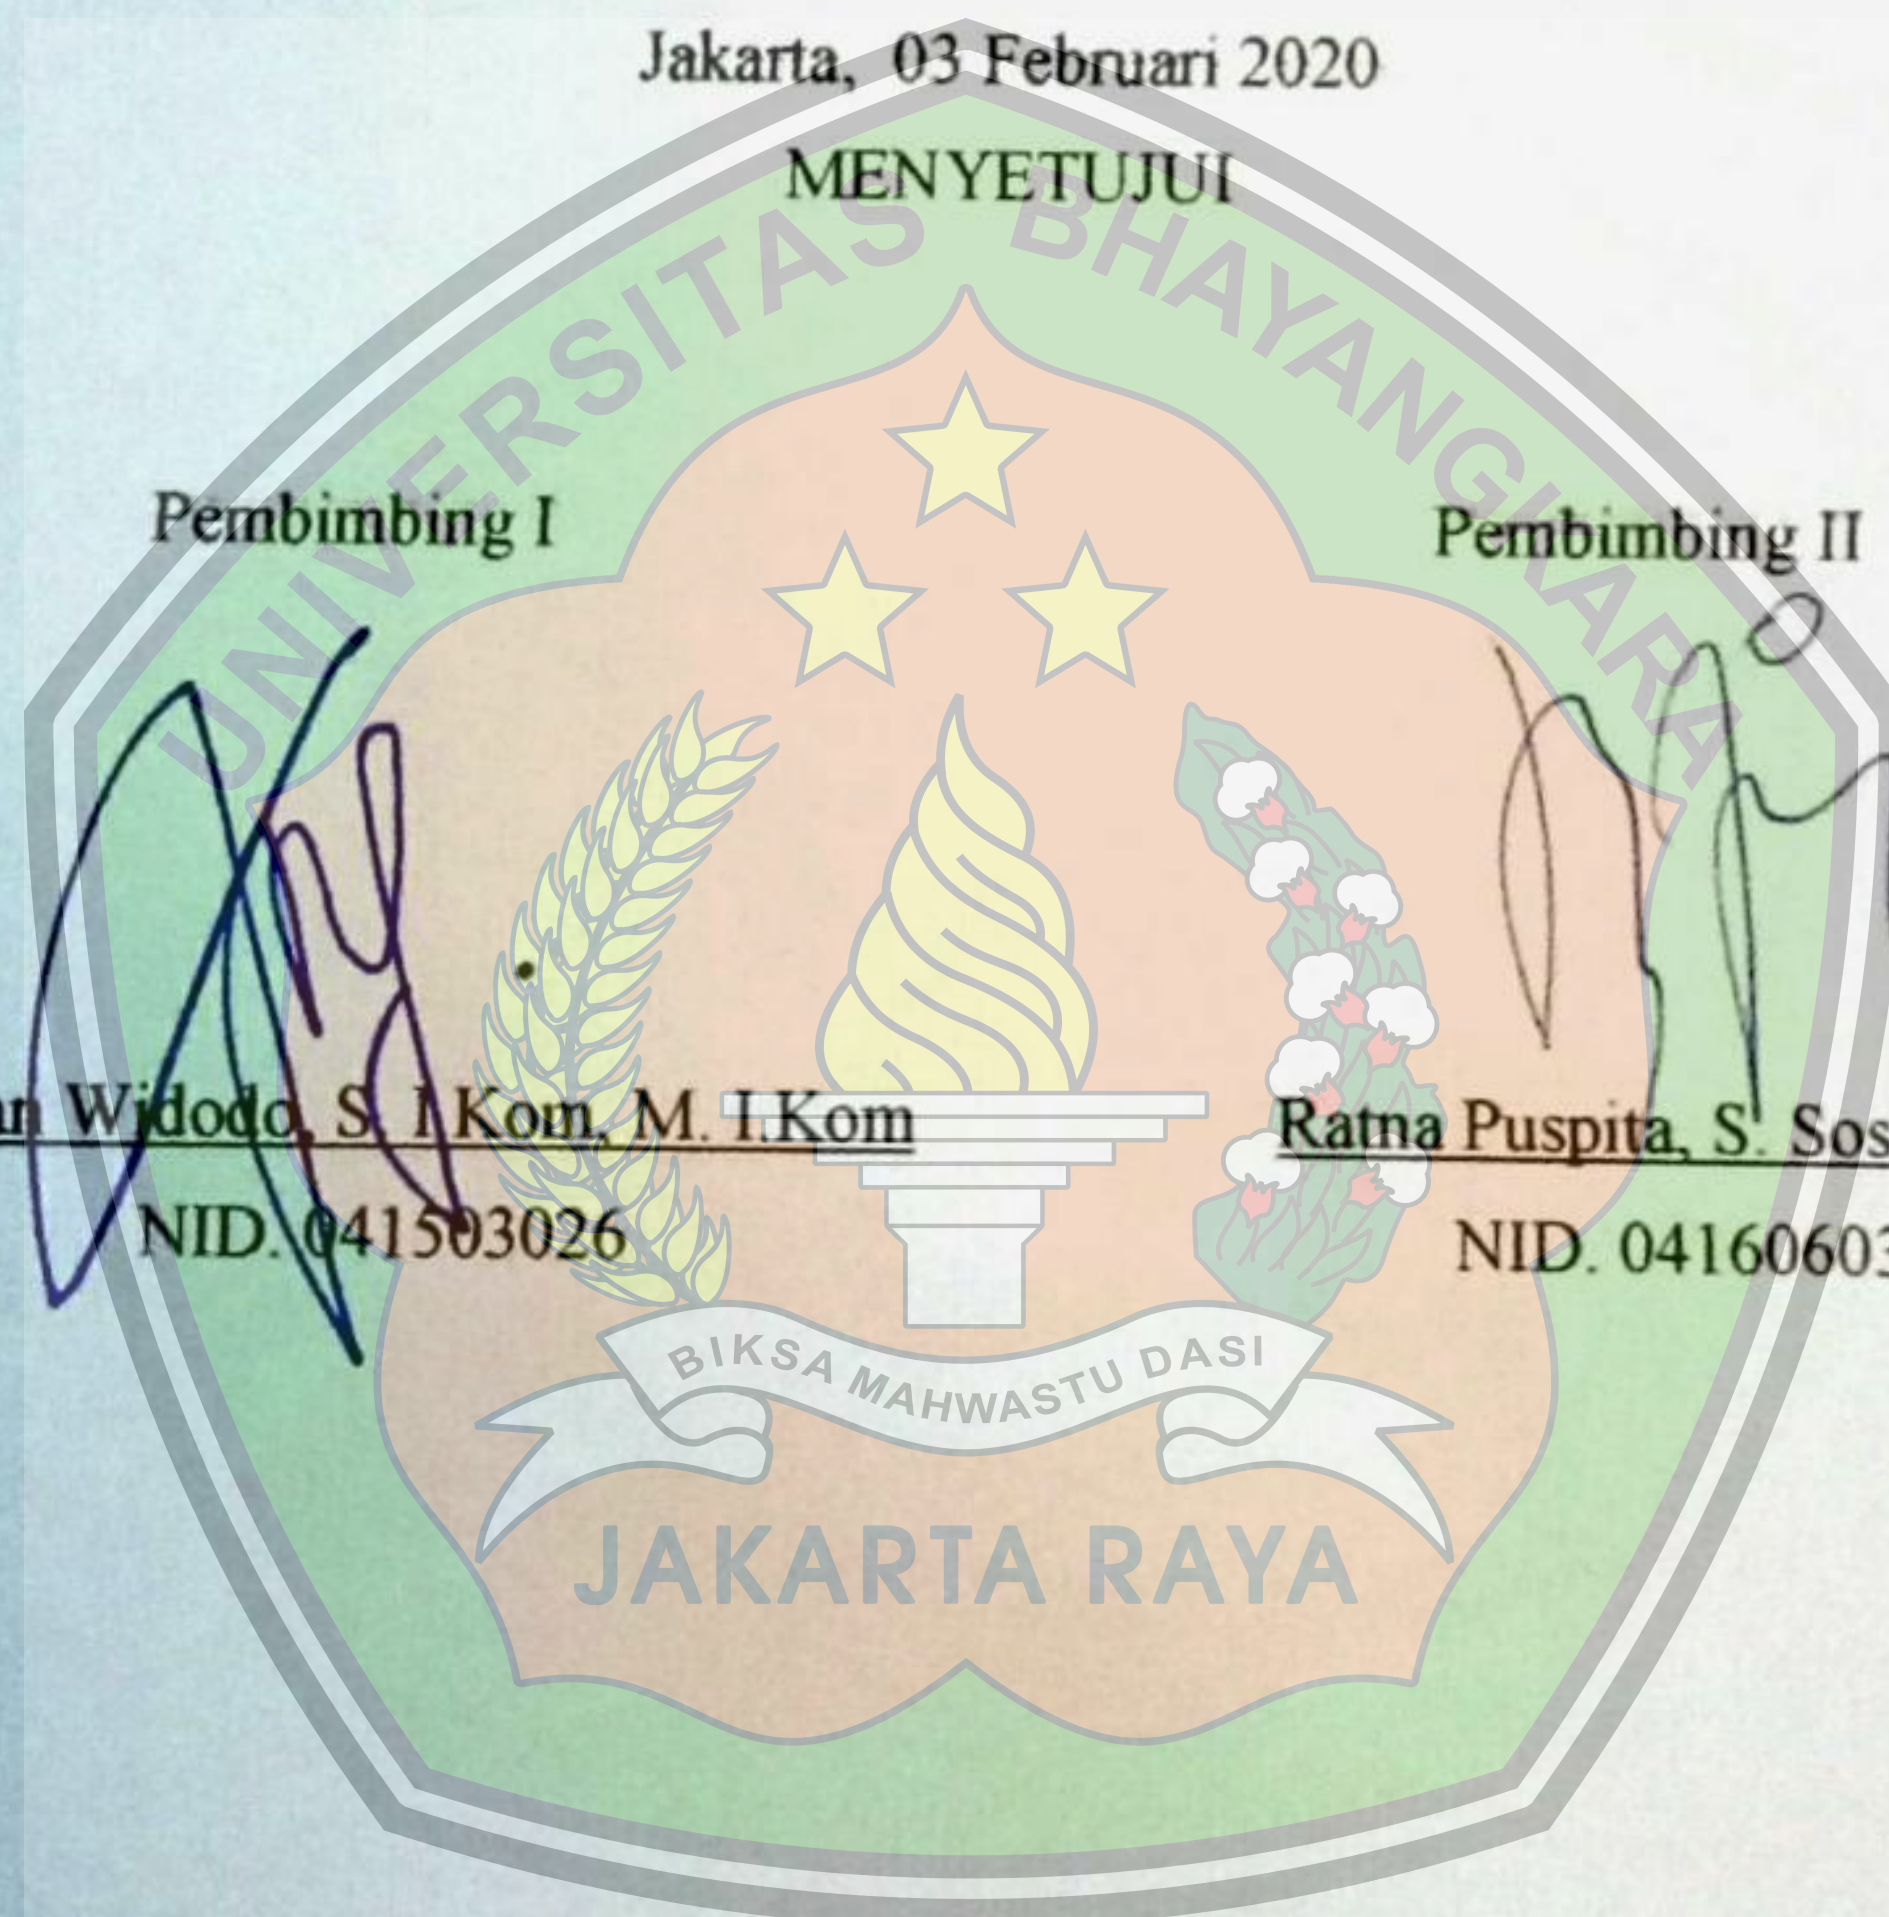 Jakarta, 03 Februari 2020
MENYETUJUI
UNIVERSITAS BHAYANGKARA
Pembimbing I
Pembimbing II
Widodo, S. I.Kom, M. I.Kom
Ratna Puspita, S. Sos
NID. 041503026
NID. 04160603
BIKSA MAHWASTU DASI
JAKARTA RAYA